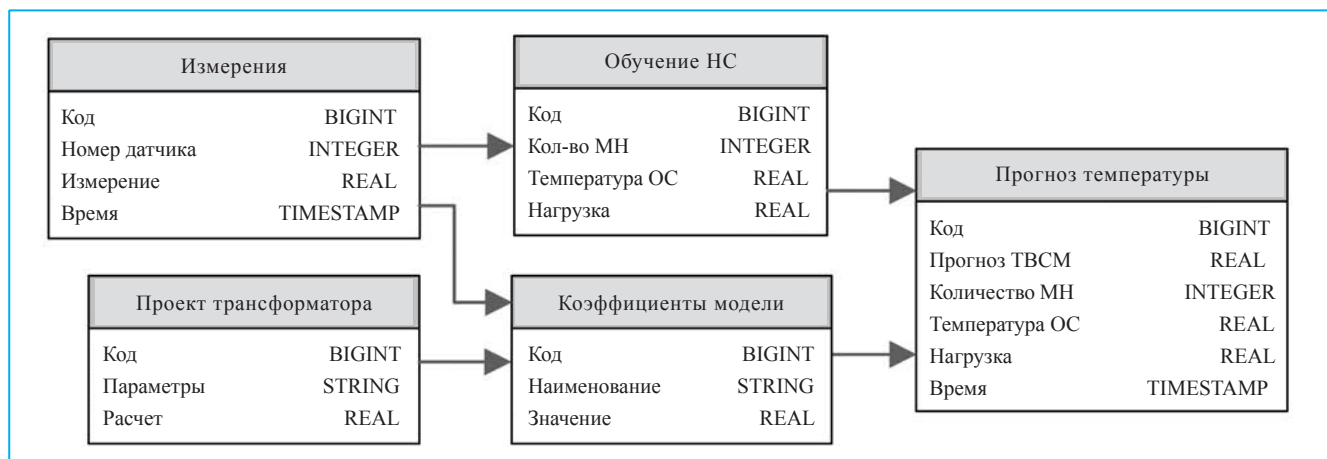 Измерения
Код BIGINT
Номер датчика INTEGER
Измерение REAL
Время TIMESTAMP
Обучение НС
Код BIGINT
Кол-во МН INTEGER
Температура ОС REAL
Нагрузка REAL
Проект трансформатора
Код BIGINT
Параметры STRING
Расчет REAL
Коэффициенты модели
Код BIGINT
Наименование STRING
Значение REAL
Прогноз температуры
Код BIGINT
Прогноз ТВСМ REAL
Количество МН INTEGER
Температура ОС REAL
Нагрузка REAL
Время TIMESTAMP